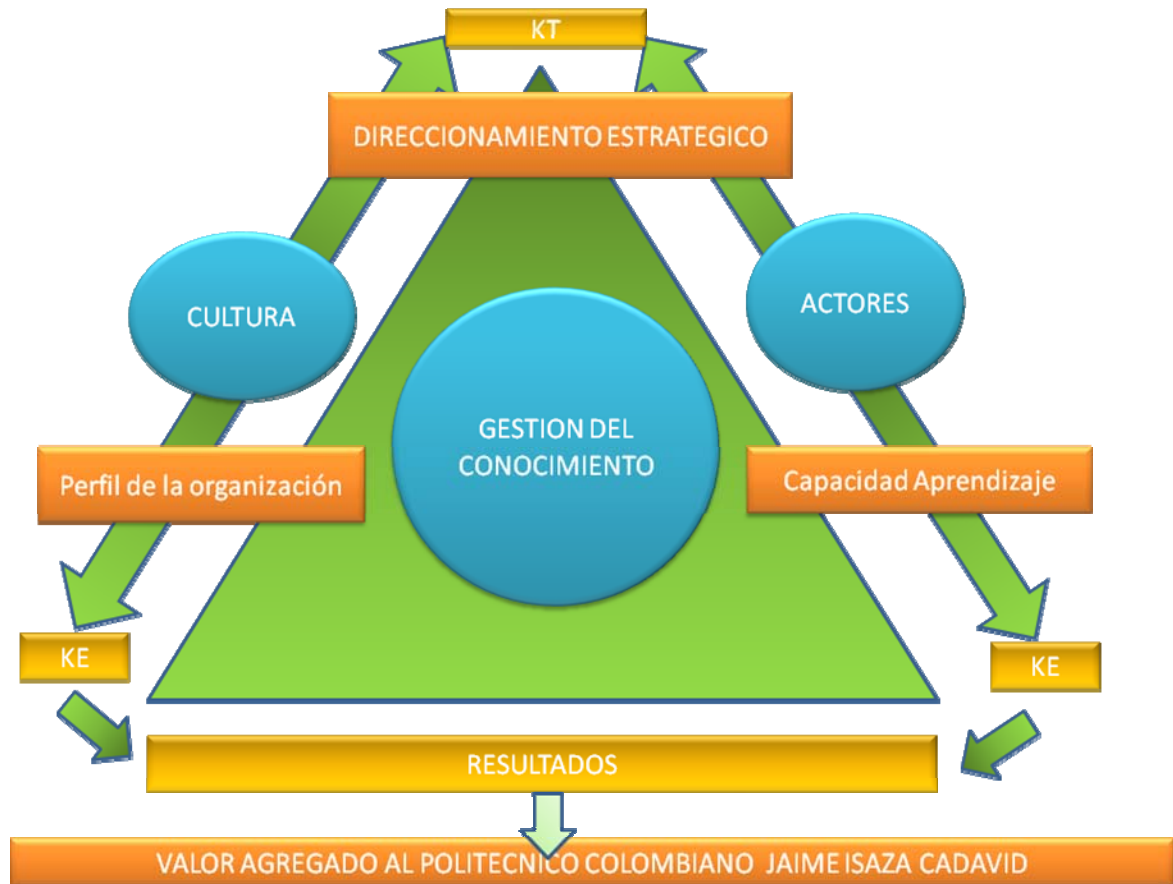 KT
DIRECCIONAMIENTO ESTRATEGICO
CULTURA
ACTORES
GESTION DEL
CONOCIMIENTO
Perfil de la organización
Capacidad Aprendizaje
KE
KE
RESULTADOS
VALOR AGREGADO AL POLITECNICO COLOMBIANO JAIME ISAZA CADAVID